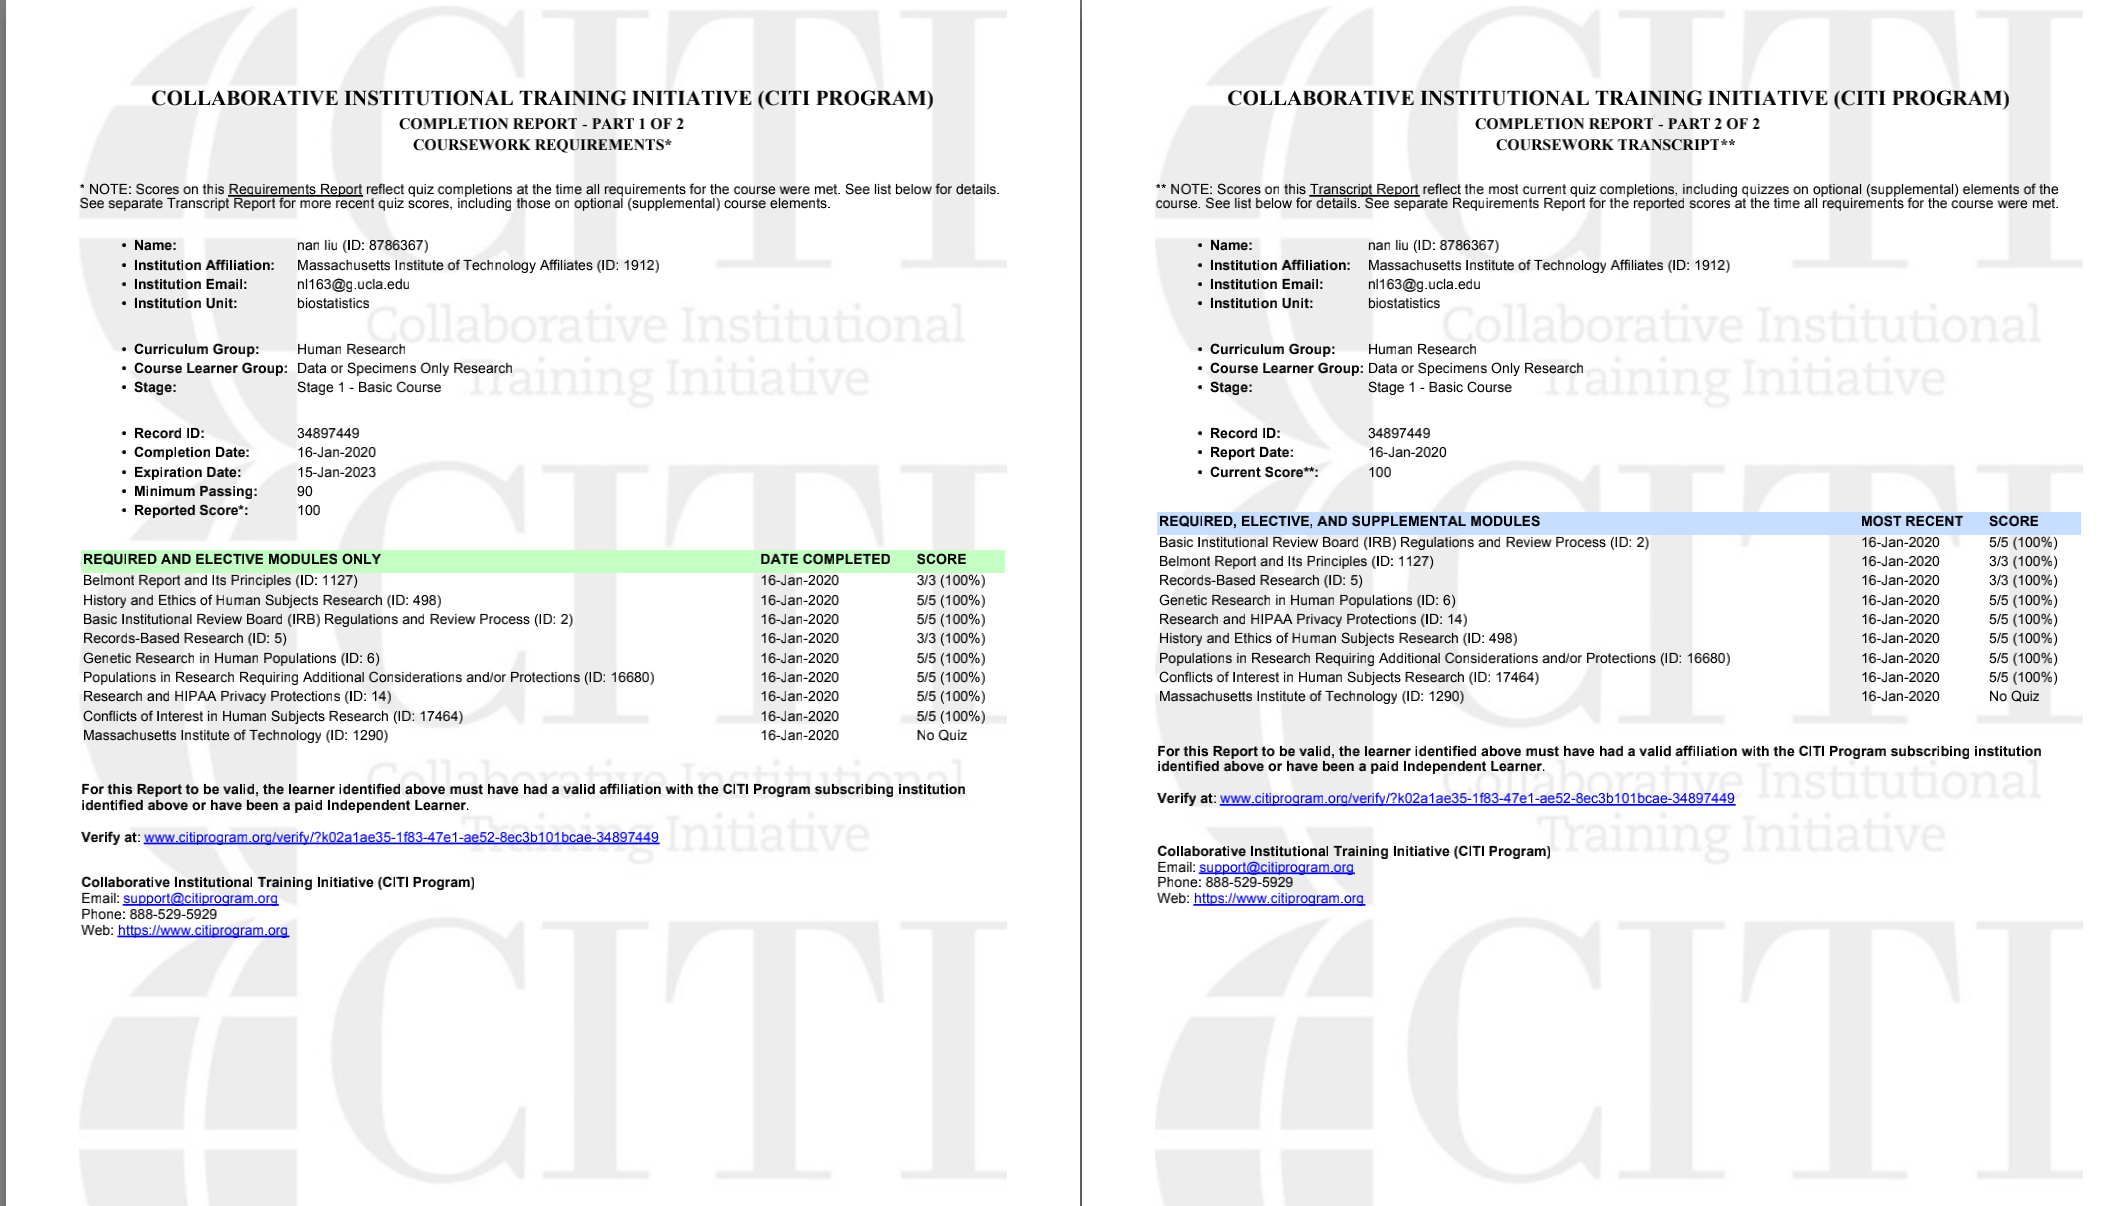 COLLABORATIVE INSTITUTIONAL TRAINING INITIATIVE (CITI PROGRAM)
COMPLETION REPORT - PART 1 OF 2
COURSEWORK REQUIREMENTS*
* NOTE: Scores on this Requirements Report reflect quiz completions at the time all requirements for the course were met. See list below for details.
See separate Transcript Report for more recent quiz scores, including those on optional (supplemental) course elements.
• Name: nan liu (ID: 8786367)
• Institution Affiliation: Massachusetts Institute of Technology Affiliates (ID: 1912)
• Institution Email: nl163@g.ucla.edu
• Institution Unit: biostatistics
• Curriculum Group: Human Research
• Course Learner Group: Data or Specimens Only Research
• Stage: Stage 1 - Basic Course
• Record ID: 34897449
• Completion Date: 16-Jan-2020
• Expiration Date: 15-Jan-2023
• Minimum Passing: 90
• Reported Score*: 100
REQUIRED AND ELECTIVE MODULES ONLY DATE COMPLETED SCORE
Belmont Report and Its Principles (ID: 1127) 16-Jan-2020 3/3 (100%)
History and Ethics of Human Subjects Research (ID: 498) 16-Jan-2020 5/5 (100%)
Basic Institutional Review Board (IRB) Regulations and Review Process (ID: 2) 16-Jan-2020 5/5 (100%)
Records-Based Research (ID: 5) 16-Jan-2020 3/3 (100%)
Genetic Research in Human Populations (ID: 6) 16-Jan-2020 5/5 (100%)
Populations in Research Requiring Additional Considerations and/or Protections (ID: 16680) 16-Jan-2020 5/5 (100%)
Research and HIPAA Privacy Protections (ID: 14) 16-Jan-2020 5/5 (100%)
Conflicts of Interest in Human Subjects Research (ID: 17464) 16-Jan-2020 5/5 (100%)
Massachusetts Institute of Technology (ID: 1290) 16-Jan-2020 No Quiz
For this Report to be valid, the learner identified above must have had a valid affiliation with the CITI Program subscribing institution
identified above or have been a paid Independent Learner.
Verify at: www.citiprogram.org/verify/?k02a1ae35-1f83-47e1-ae52-8ec3b101bcae-34897449
Collaborative Institutional Training Initiative (CITI Program)
Email: support@citiprogram.org
Phone: 888-529-5929
Web: https://www.citiprogram.org
CITI
Collaborative Institutional
Training Initiative
CITI
Collaborative Institutional
Training Initiative
CITI
COLLABORATIVE INSTITUTIONAL TRAINING INITIATIVE (CITI PROGRAM)
COMPLETION REPORT - PART 2 OF 2
COURSEWORK TRANSCRIPT**
** NOTE: Scores on this Transcript Report reflect the most current quiz completions, including quizzes on optional (supplemental) elements of the
course. See list below for details. See separate Requirements Report for the reported scores at the time all requirements for the course were met.
• Name: nan liu (ID: 8786367)
• Institution Affiliation: Massachusetts Institute of Technology Affiliates (ID: 1912)
• Institution Email: nl163@g.ucla.edu
• Institution Unit: biostatistics
• Curriculum Group: Human Research
• Course Learner Group: Data or Specimens Only Research
• Stage: Stage 1 - Basic Course
• Record ID: 34897449
• Report Date: 16-Jan-2020
• Current Score**: 100
REQUIRED, ELECTIVE, AND SUPPLEMENTAL MODULES MOST RECENT SCORE
Basic Institutional Review Board (IRB) Regulations and Review Process (ID: 2) 16-Jan-2020 5/5 (100%)
Belmont Report and Its Principles (ID: 1127) 16-Jan-2020 3/3 (100%)
Records-Based Research (ID: 5) 16-Jan-2020 3/3 (100%)
Genetic Research in Human Populations (ID: 6) 16-Jan-2020 5/5 (100%)
Research and HIPAA Privacy Protections (ID: 14) 16-Jan-2020 5/5 (100%)
History and Ethics of Human Subjects Research (ID: 498) 16-Jan-2020 5/5 (100%)
Populations in Research Requiring Additional Considerations and/or Protections (ID: 16680) 16-Jan-2020 5/5 (100%)
Conflicts of Interest in Human Subjects Research (ID: 17464) 16-Jan-2020 5/5 (100%)
Massachusetts Institute of Technology (ID: 1290) 16-Jan-2020 No Quiz
For this Report to be valid, the learner identified above must have had a valid affiliation with the CITI Program subscribing institution
identified above or have been a paid Independent Learner.
Verify at: www.citiprogram.org/verify/?k02a1ae35-1f83-47e1-ae52-8ec3b101bcae-34897449
Collaborative Institutional Training Initiative (CITI Program)
Email: support@citiprogram.org
Phone: 888-529-5929
Web: https://www.citiprogram.org
CITI
Collaborative Institutional
Training Initiative
CITI
Collaborative Institutional
Training Initiative
CITI